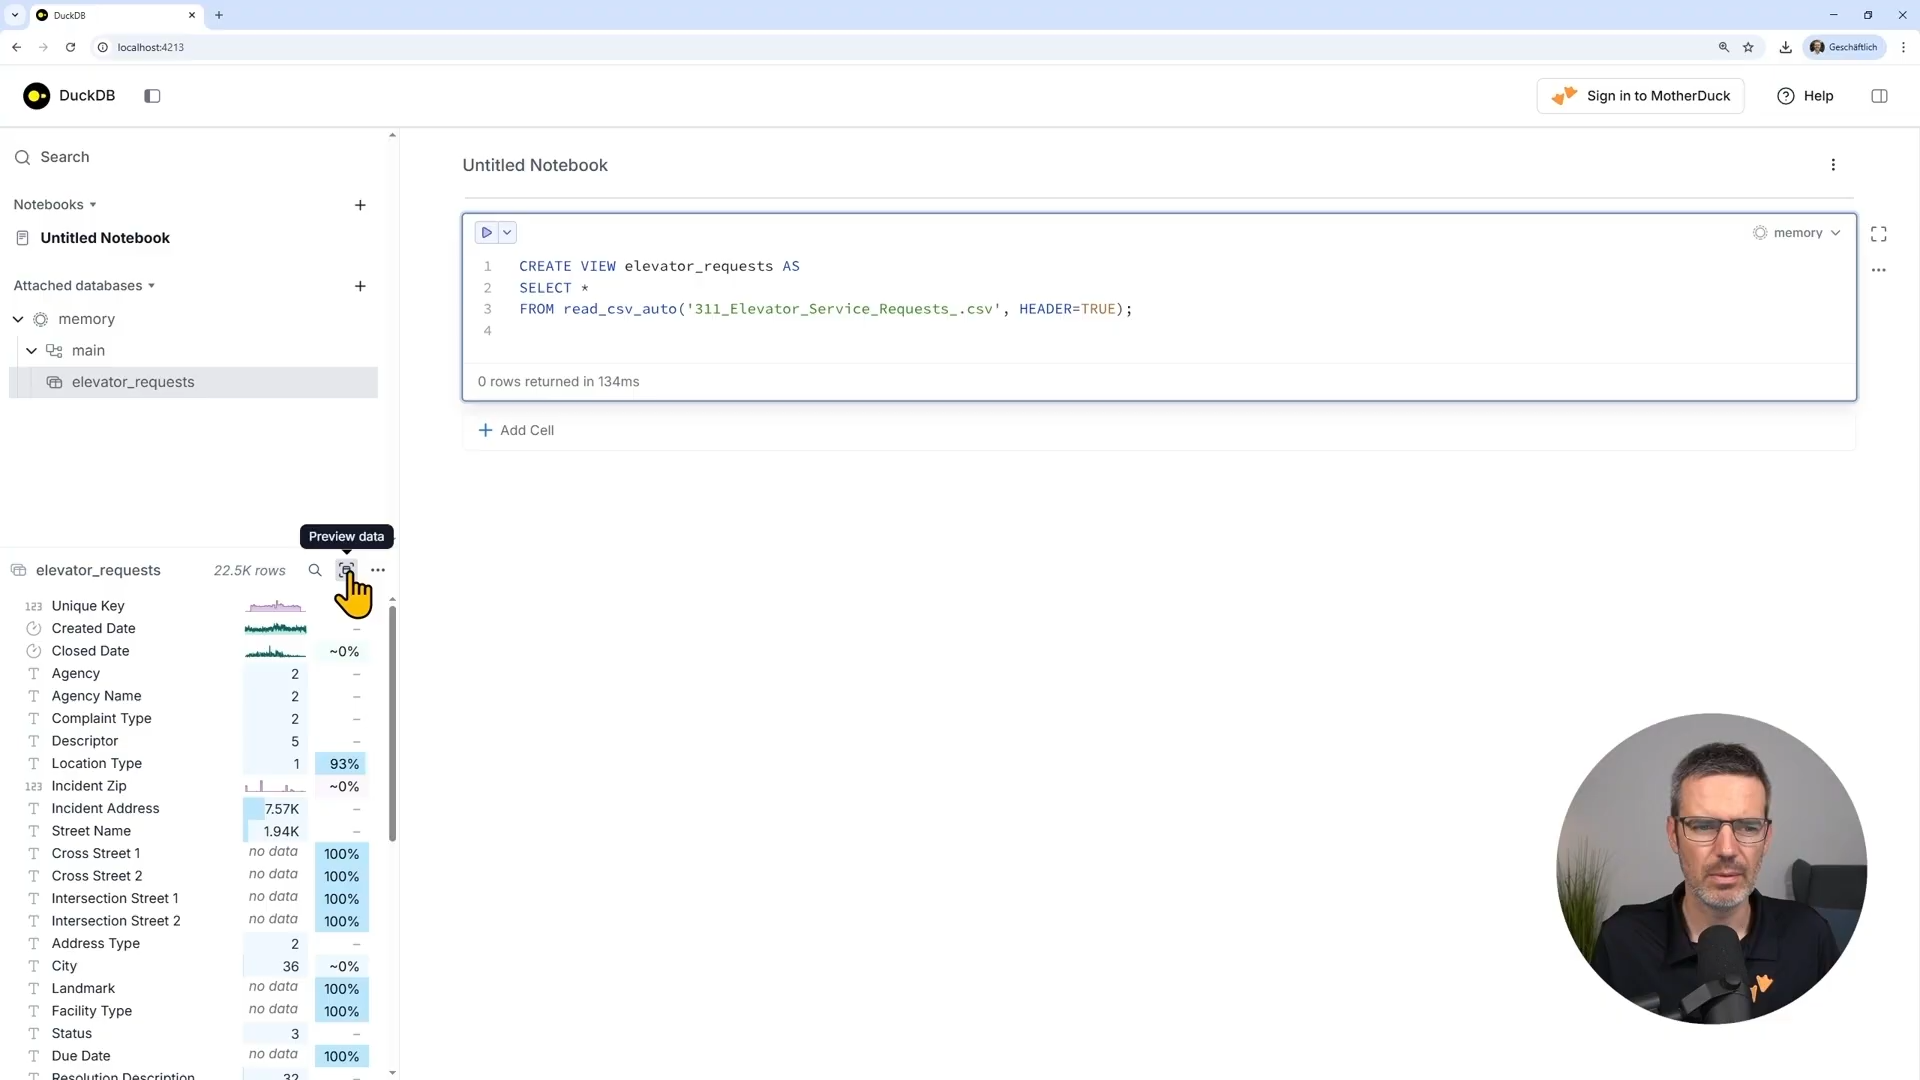 DuckDB
localhost:4213
Geschäftlich
DuckDB
Sign in to MotherDuck
Help
Search
Notebooks
Untitled Notebook
Attached databases
memory
main
elevator_requests
Untitled Notebook
memory
1 CREATE VIEW elevator_requests AS
2 SELECT *
3 FROM read_csv_auto('311_Elevator_Service_Requests_.csv', HEADER=TRUE);
4
0 rows returned in 134ms
Add Cell
Preview data
elevator_requests 22.5K rows
123 Unique Key
Created Date –
Closed Date ~0%
T Agency 2 –
T Agency Name 2 –
T Complaint Type 2 –
T Descriptor 5 –
T Location Type 1 93%
123 Incident Zip ~0%
T Incident Address 7.57K –
T Street Name 1.94K –
T Cross Street 1 no data 100%
T Cross Street 2 no data 100%
T Intersection Street 1 no data 100%
T Intersection Street 2 no data 100%
T Address Type 2 –
T City 36 ~0%
T Landmark no data 100%
T Facility Type no data 100%
T Status 3 –
T Due Date no data 100%
T Resolution Description 32 –